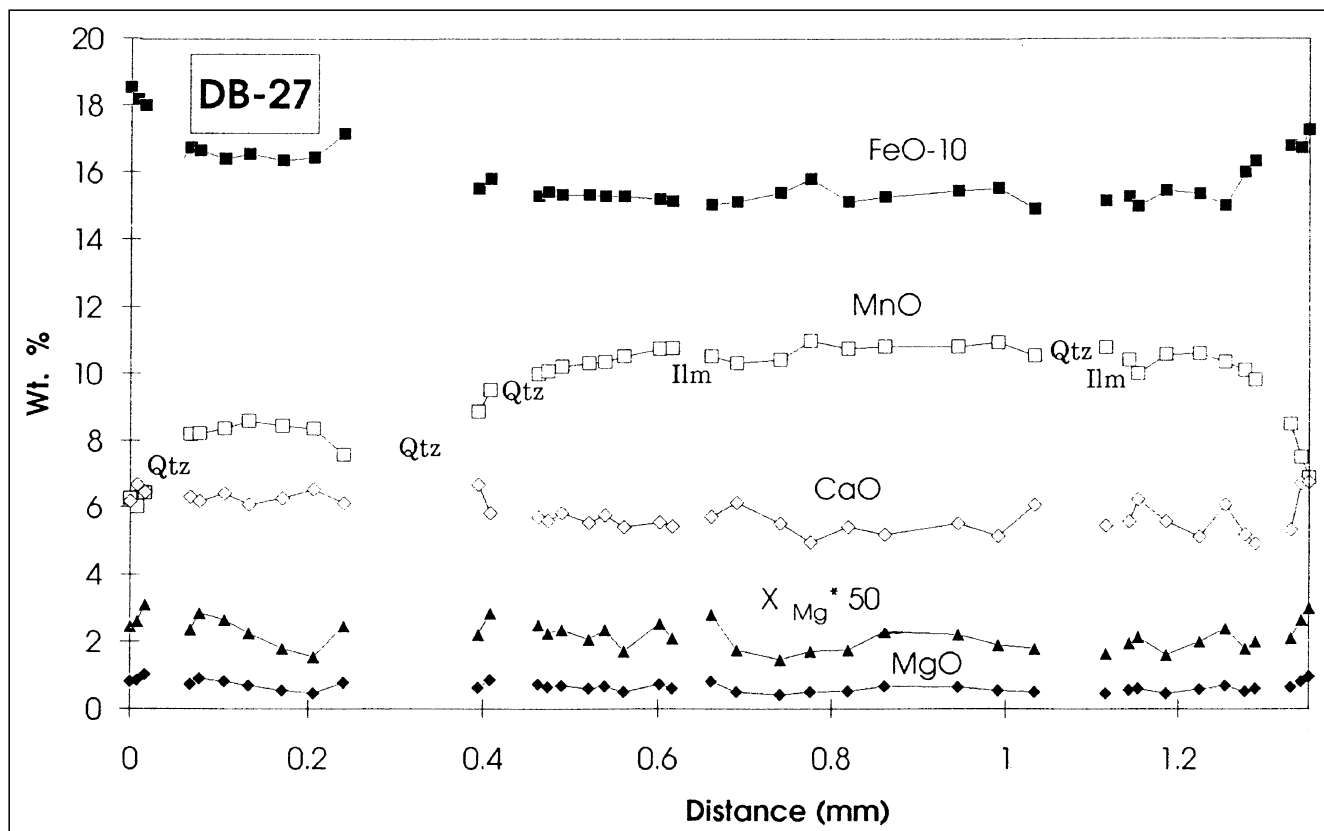 20
DB-27
18
FeO-10
16
14
12
MnO
Wt. %
10
Qtz
Ilm
Ilm
Qtz
8
Qtz
Qtz
6
CaO
4
X Mg* 50
2
MgO
0
0 0.2 0.4 0.6 0.8 1 1.2
Distance (mm)